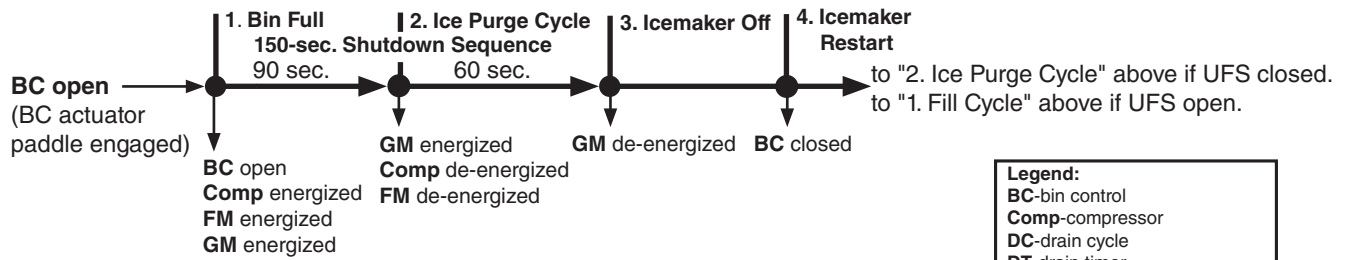 1. Bin Full
2. Ice Purge Cycle
3. Icemaker Off
4. Icemaker
Restart
150-sec. Shutdown Sequence
90 sec.
60 sec.
BC open
(BC actuator
paddle engaged)
to "2. Ice Purge Cycle" above if UFS closed.
to "1. Fill Cycle" above if UFS open.
BC open
Comp energized
FM energized
GM energized
GM energized
Comp de-energized
FM de-energized
GM de-energized
BC closed
Legend:
BC-bin control
Comp-compressor
DC-drain cycle
DT-drain timer